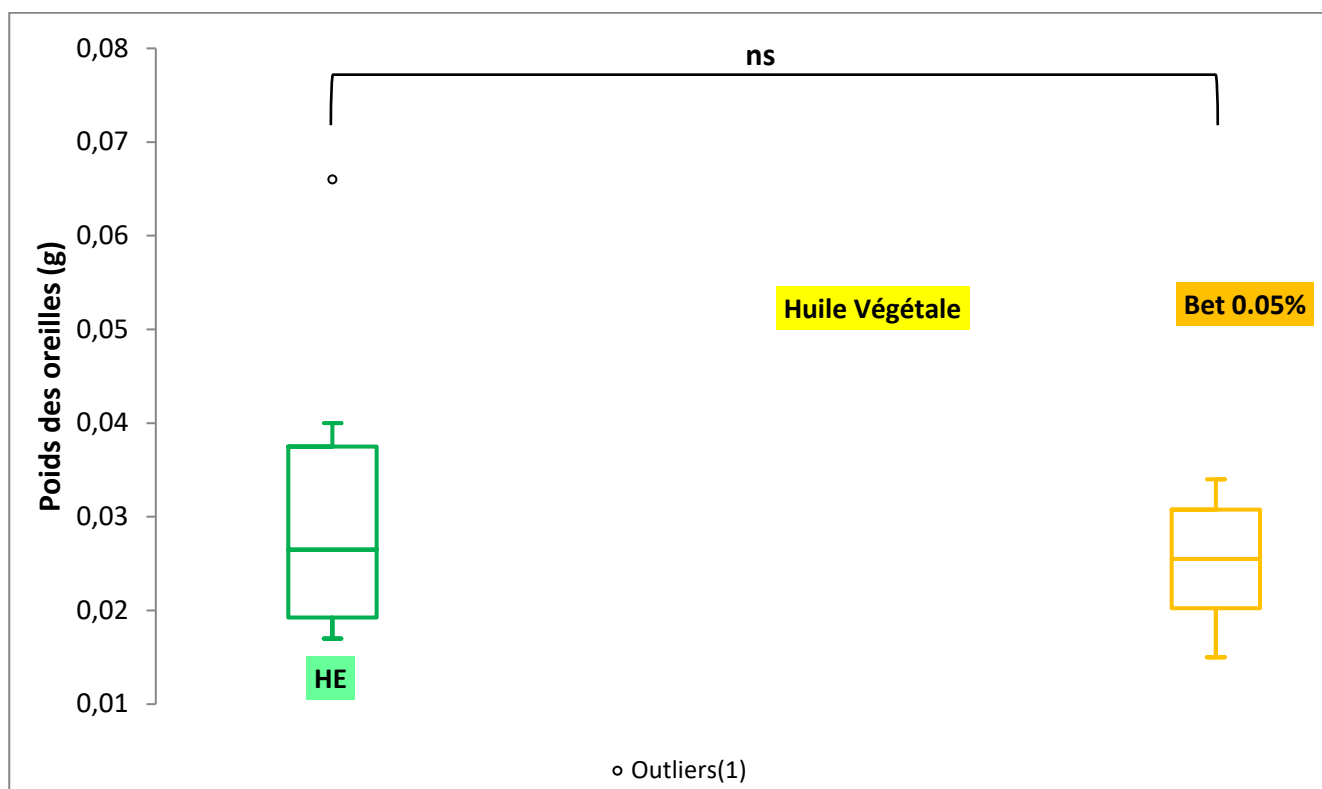 ns
Poids des oreilles (g)
0,08
0,07
0,06
0,05
0,04
0,03
0,02
0,01
Huile Végétale
Bet 0.05%
HE
Outliers(1)